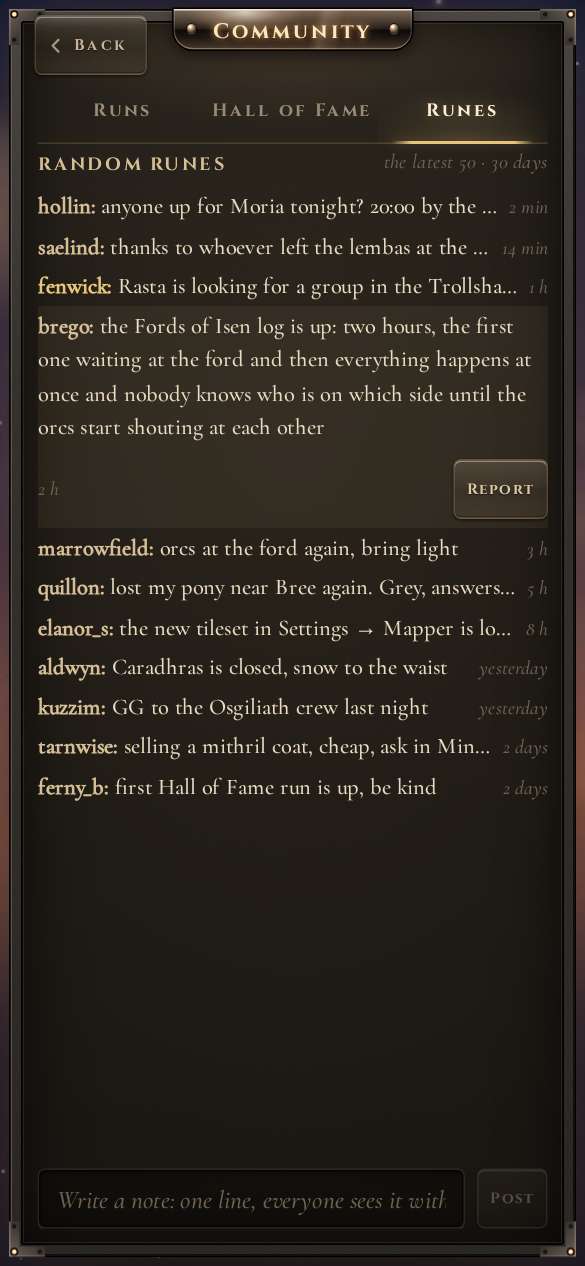 Back
Community
Runs
Hall of Fame
Runes
RANDOM RUNES
the latest 50 · 30 days
hollin: anyone up for Moria tonight? 20:00 by the ... 2 min
saelind: thanks to whoever left the lembas at the ... 14 min
fenwick: Rasta is looking for a group in the Trollsha... 1 h
brego: the Fords of Isen log is up: two hours, the first
one waiting at the ford and then everything happens at
once and nobody knows who is on which side until the
orcs start shouting at each other
2 h
Report
marrowfield: orcs at the ford again, bring light 3 h
quillon: lost my pony near Bree again. Grey, answers... 5 h
elanor_s: the new tileset in Settings → Mapper is lo... 8 h
aldwyn: Caradhras is closed, snow to the waist yesterday
kuzzim: GG to the Osgiliath crew last night yesterday
tarnwise: selling a mithril coat, cheap, ask in Min... 2 days
ferny_b: first Hall of Fame run is up, be kind 2 days
Write a note: one line, everyone sees it with
Post